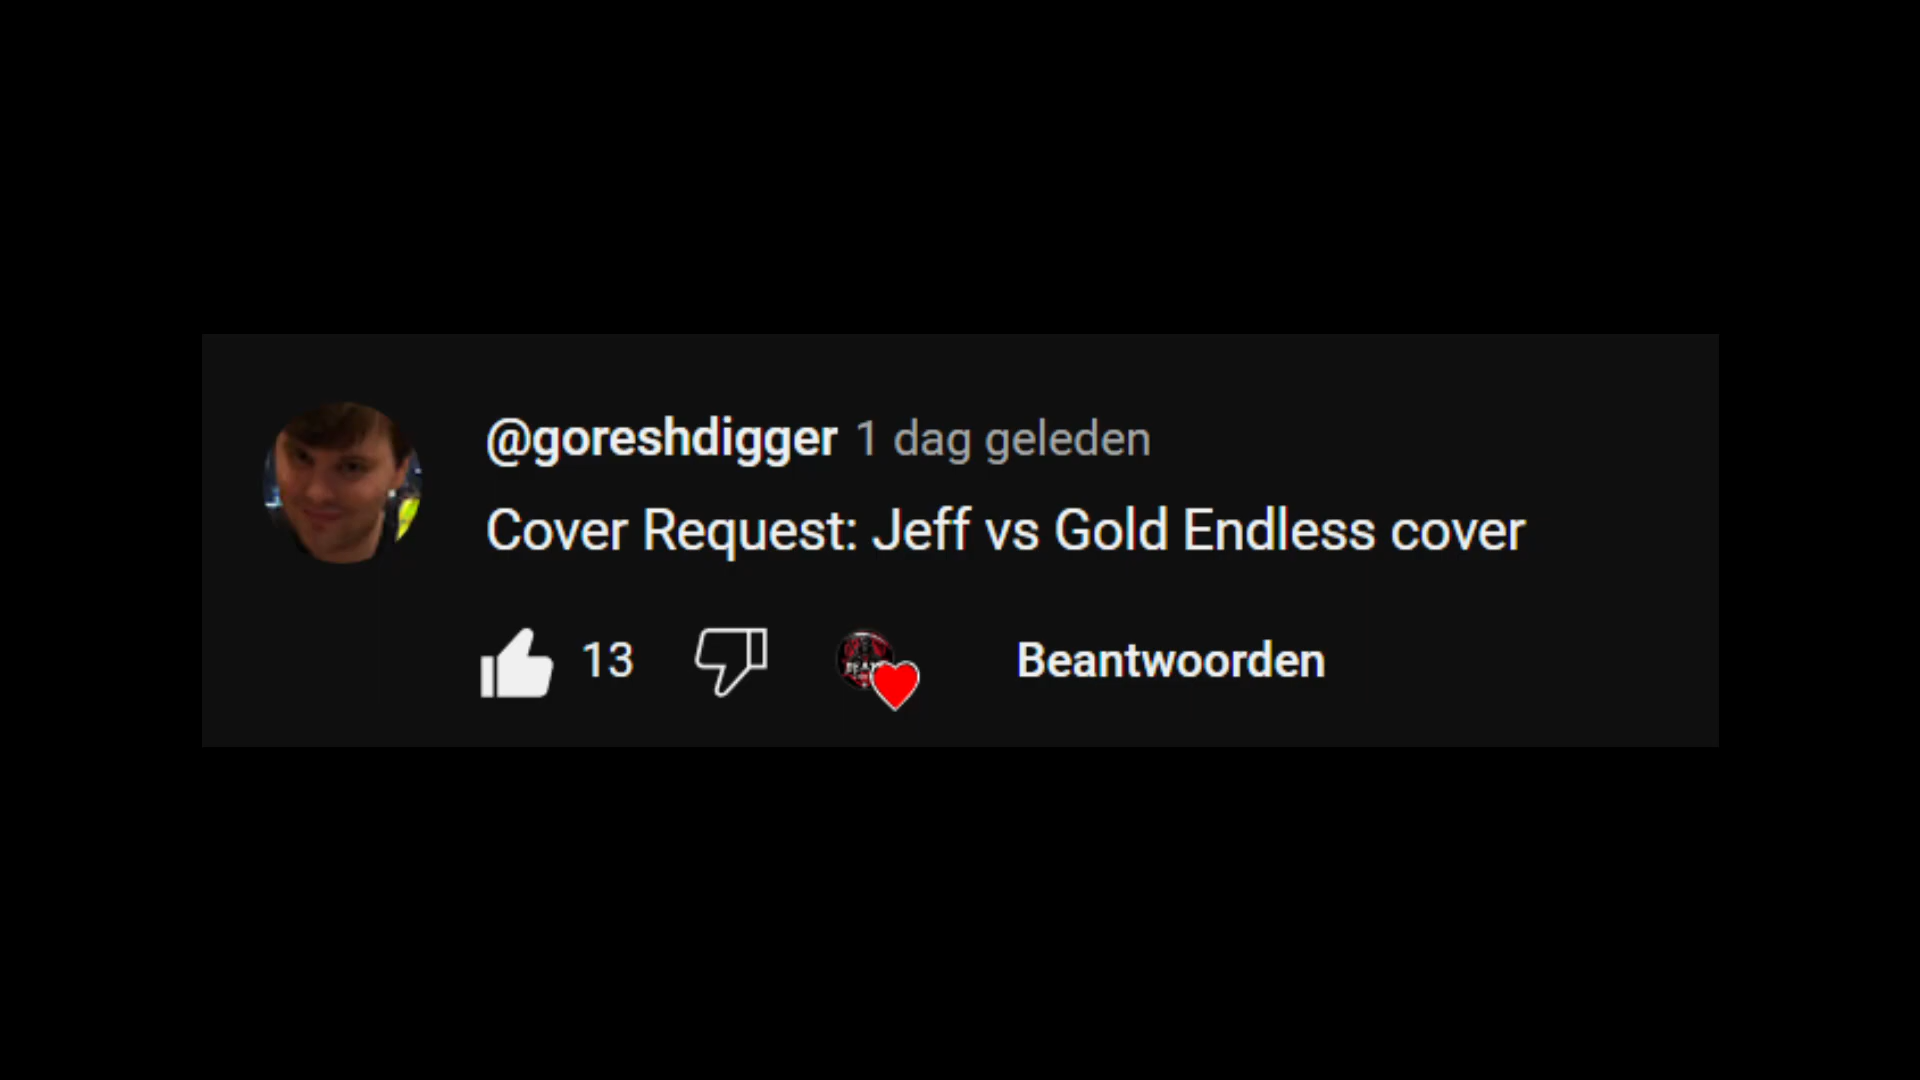 @goreshdigger 1 dag geleden
Cover Request: Jeff vs Gold Endless cover
13 Beantwoorden